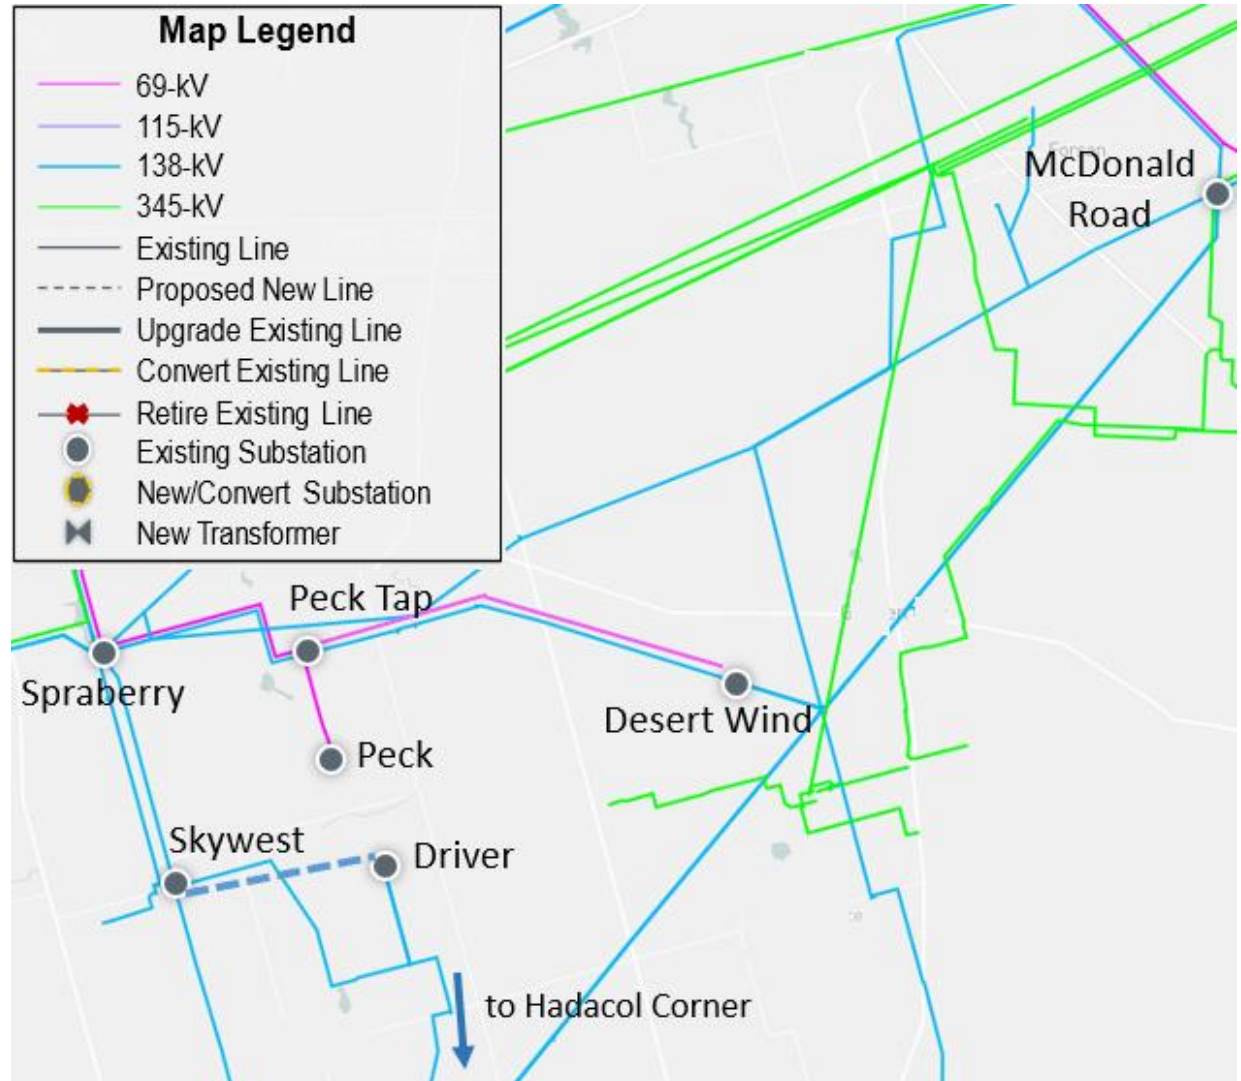 Map Legend
69-kV
115-kV
138-kV
345-kV
Existing Line
Proposed New Line
Upgrade Existing Line
Convert Existing Line
Retire Existing Line
Existing Substation
New/Convert Substation
New Transformer
Forsan
McDonald
Road
Peck Tap
Spraberry
Desert Wind
Peck
Skywest
Driver
to Hadacol Corner